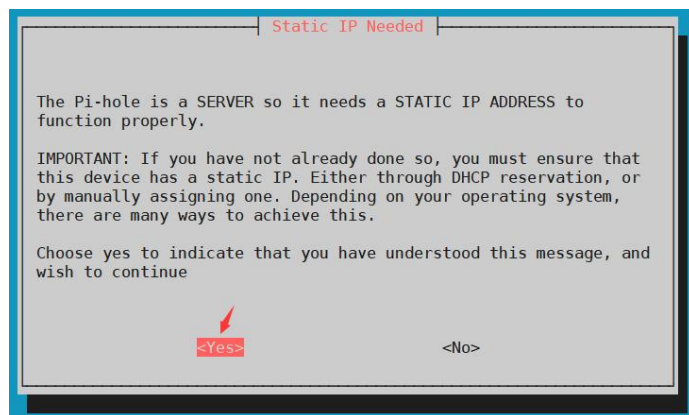 Static IP Needed
The Pi-hole is a SERVER so it needs a STATIC IP ADDRESS to
function properly.
IMPORTANT: If you have not already done so, you must ensure that
this device has a static IP. Either through DHCP reservation, or
by manually assigning one. Depending on your operating system,
there are many ways to achieve this.
Choose yes to indicate that you have understood this message, and
wish to continue
<Yes> <No>